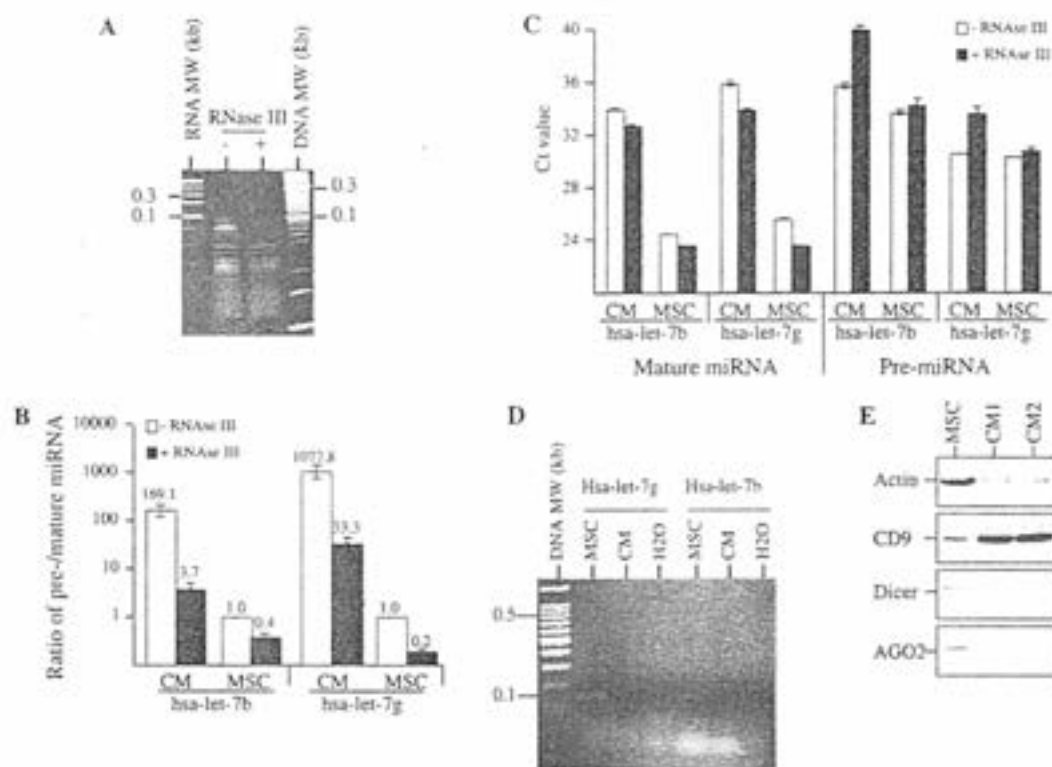 A
RNA MW (kb)
RNase III
- +
DNA MW (Kb)
0.3
0.1
0.3
0.1
B
Ratio of pre-/mature miRNA
10000
1000
100
10
1
- RNAse III
+ RNAse III
169.1
3.7
1.0
0.4
1.0
0.2
CM MSC CM MSC
hsa-let-7b hsa-let-7g
C
Ct value
40
36
32
28
24
- RNAse III
+ RNAse III
CM MSC CM MSC CM MSC CM MSC
hsa-let-7b hsa-let-7g hsa-let-7b hsa-let-7g
Mature miRNA Pre-miRNA
D
DNA MW (kb)
Hsa-let-7g Hsa-let-7b
MSC CM H2O MSC CM H2O
0.5
0.1
E
MSC CM1 CM2
Actin
CD9
Dicer
AGO2